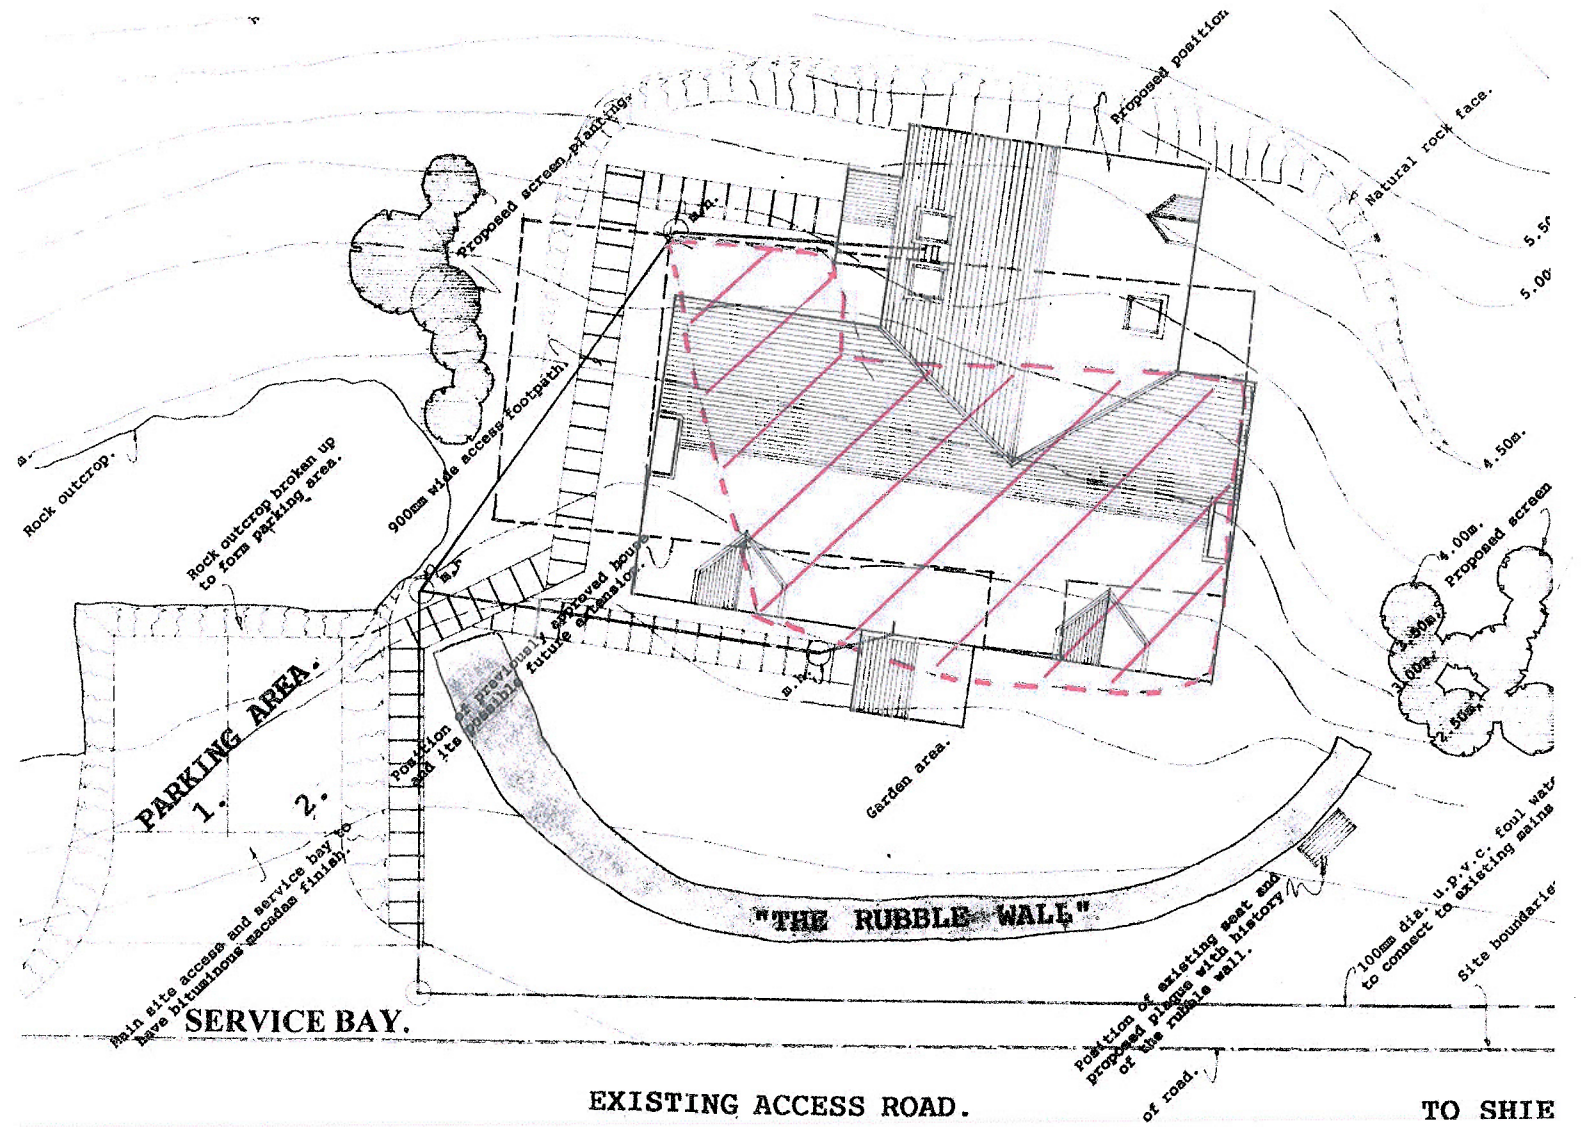 Proposed position
Proposed screen planting.
Natural rock face.
m.h.
5.50
5.00
4.50m.
4.00m.
Proposed screen
3.50m.
3.00m.
2.50m.
Rock outcrop.
Rock outcrop broken up
to form parking area.
900mm wide access footpath.
m.h.
Position of previously approved house
and its possible future extension.
m.h.
Garden area.
PARKING AREA.
1.
2.
Main site access and service bay to
have bituminous macadam finish.
SERVICE BAY.
"THE RUBBLE WALL"
Position of existing seat and
proposed plaque with history
of the rubble wall.
100mm dia. u.p.v.c. foul wat
to connect to existing mains
Site boundaries
of road.
EXISTING ACCESS ROAD.
TO SHIE